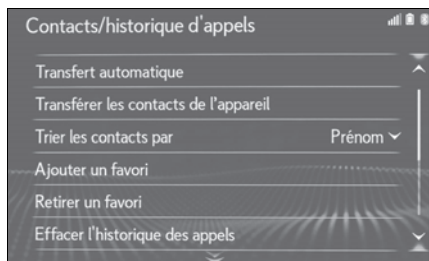 Contacts/historique d'appels
Transfert automatique
Transférer les contacts de l'appareil
Trier les contacts par Prénom
Ajouter un favori
Retirer un favori
Effacer l'historique des appels